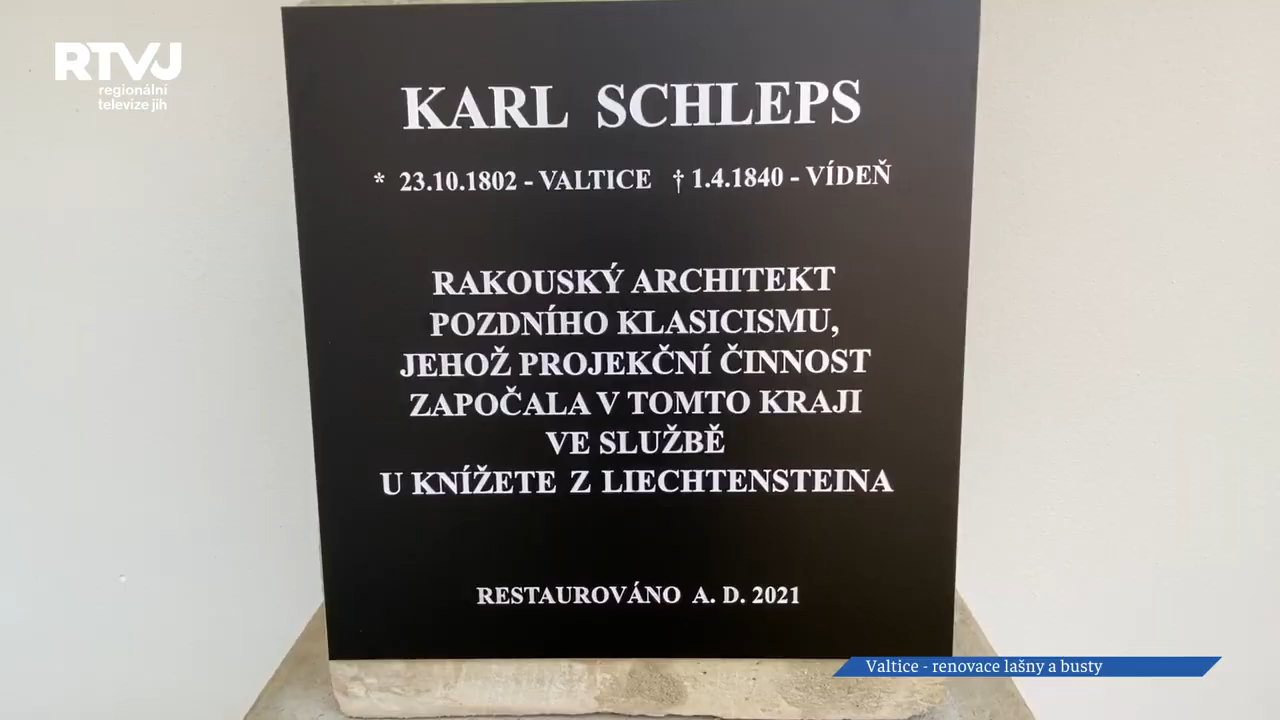 RTVJ
regionální
televize jih
KARL SCHLEPS
* 23.10.1802 - VALTICE † 1.4.1840 - VÍDEŇ
RAKOUSKÝ ARCHITEKT
POZDNÍHO KLASICISMU,
JEHOŽ PROJEKČNÍ ČINNOST
ZAPOČALA V TOMTO KRAJI
VE SLUŽBĚ
U KNÍŽETE Z LIECHTENSTEINA
RESTAUROVÁNO A. D. 2021
Valtice - renovace lašny a busty